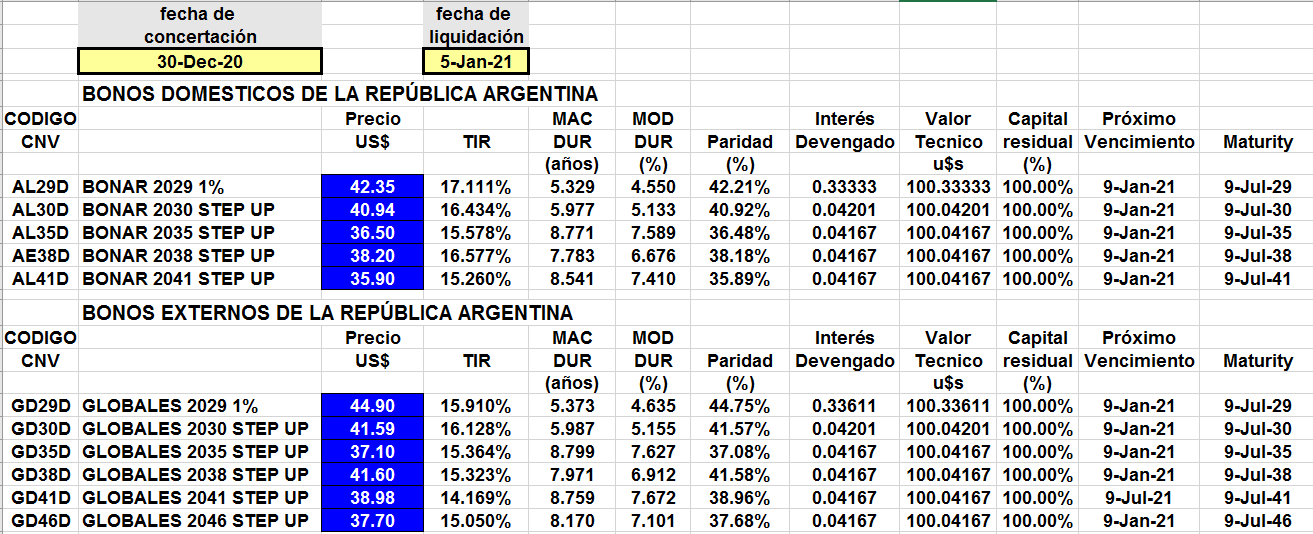 fecha de fecha de
concertación liquidación
30-Dec-20 5-Jan-21
BONOS DOMESTICOS DE LA REPÚBLICA ARGENTINA
CODIGO Precio MAC MOD Interés Valor Capital Próximo
CNV US$ TIR DUR DUR Paridad Devengado Tecnico residual Vencimiento Maturity
(años) (%) (%) u$s (%)
AL29D BONAR 2029 1% 42.35 17.111% 5.329 4.550 42.21% 0.33333 100.33333 100.00% 9-Jan-21 9-Jul-29
AL30D BONAR 2030 STEP UP 40.94 16.434% 5.977 5.133 40.92% 0.04201 100.04201 100.00% 9-Jan-21 9-Jul-30
AL35D BONAR 2035 STEP UP 36.50 15.578% 8.771 7.589 36.48% 0.04167 100.04167 100.00% 9-Jan-21 9-Jul-35
AE38D BONAR 2038 STEP UP 38.20 16.577% 7.783 6.676 38.18% 0.04167 100.04167 100.00% 9-Jan-21 9-Jul-38
AL41D BONAR 2041 STEP UP 35.90 15.260% 8.541 7.410 35.89% 0.04167 100.04167 100.00% 9-Jan-21 9-Jul-41
BONOS EXTERNOS DE LA REPÚBLICA ARGENTINA
CODIGO Precio MAC MOD Interés Valor Capital Próximo
CNV US$ TIR DUR DUR Paridad Devengado Tecnico residual Vencimiento Maturity
(años) (%) (%) u$s (%)
GD29D GLOBALES 2029 1% 44.90 15.910% 5.373 4.635 44.75% 0.33611 100.33611 100.00% 9-Jan-21 9-Jul-29
GD30D GLOBALES 2030 STEP UP 41.59 16.128% 5.987 5.155 41.57% 0.04201 100.04201 100.00% 9-Jan-21 9-Jul-30
GD35D GLOBALES 2035 STEP UP 37.10 15.364% 8.799 7.627 37.08% 0.04167 100.04167 100.00% 9-Jan-21 9-Jul-35
GD38D GLOBALES 2038 STEP UP 41.60 15.323% 7.971 6.912 41.58% 0.04167 100.04167 100.00% 9-Jan-21 9-Jul-38
GD41D GLOBALES 2041 STEP UP 38.98 14.169% 8.759 7.672 38.96% 0.04167 100.04167 100.00% 9-Jul-21 9-Jul-41
GD46D GLOBALES 2046 STEP UP 37.70 15.050% 8.170 7.101 37.68% 0.04167 100.04167 100.00% 9-Jan-21 9-Jul-46